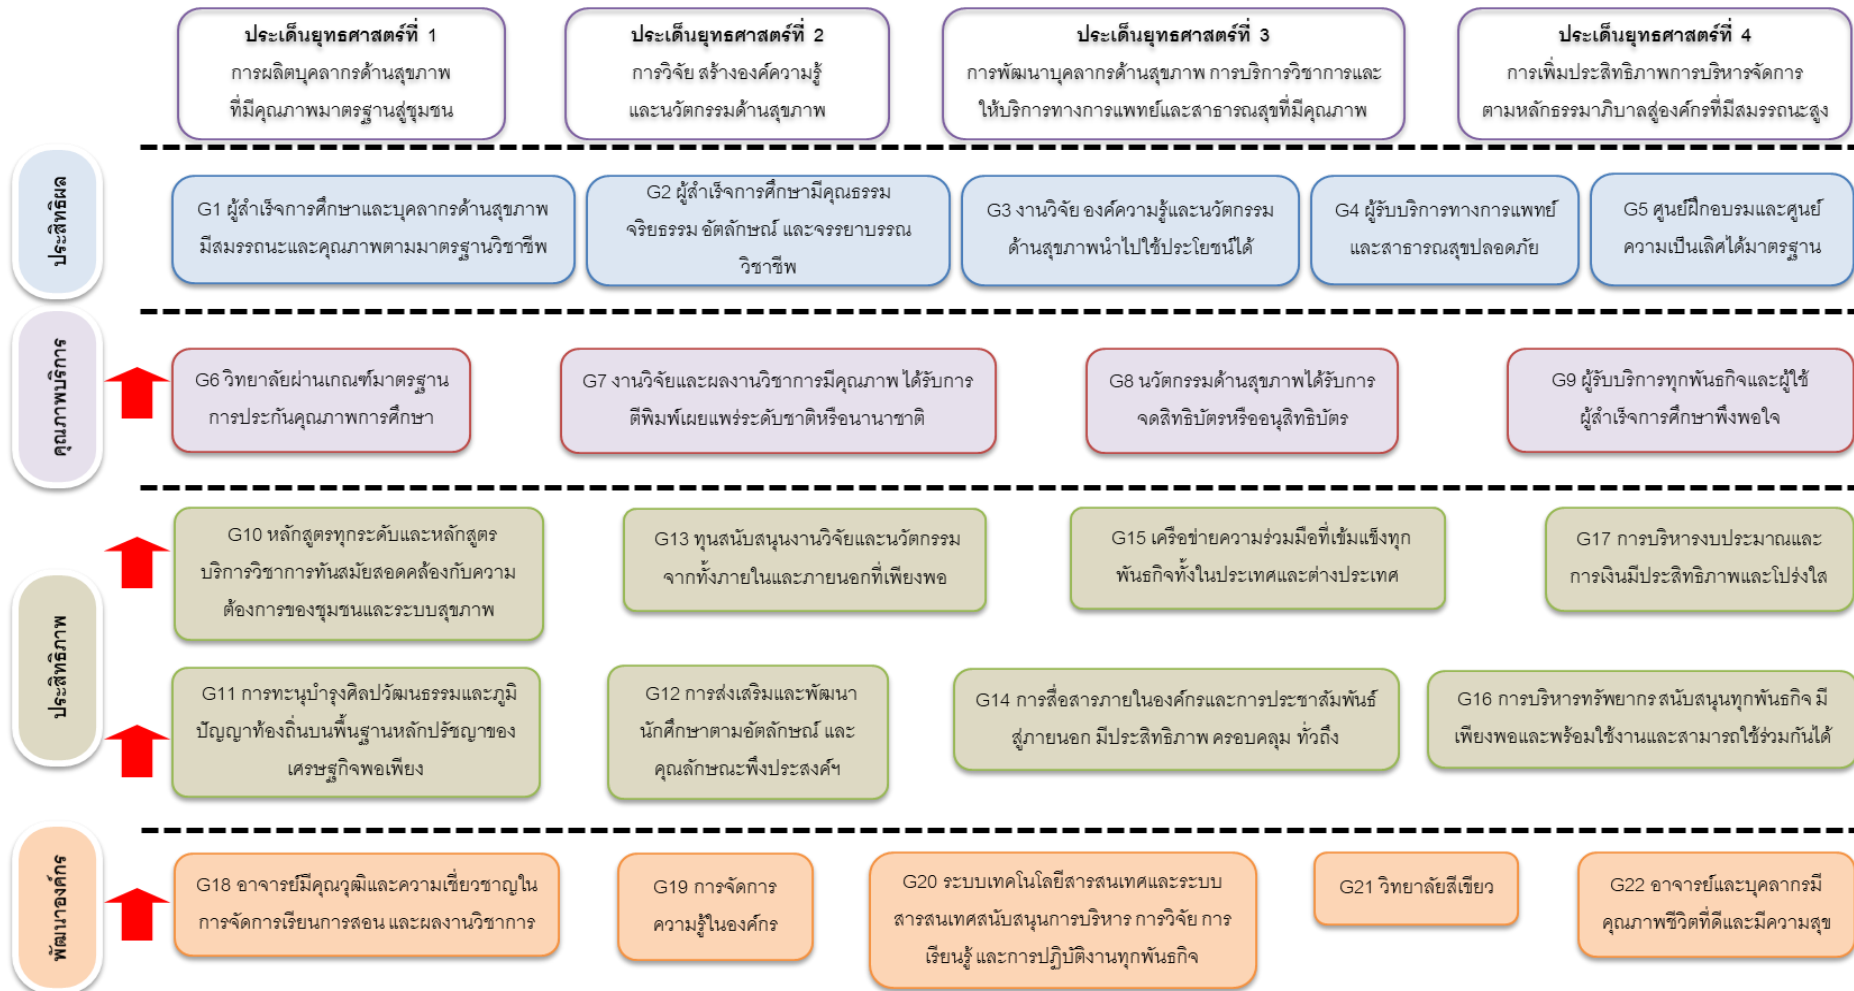 ประเด็นยุทธศาสตร์ที่ 1
การผลิตบุคลากรด้านสุขภาพ
ที่มีคุณภาพมาตรฐานสู่ชุมชน
ประเด็นยุทธศาสตร์ที่ 2
การวิจัย สร้างองค์ความรู้
และนวัตกรรมด้านสุขภาพ
ประเด็นยุทธศาสตร์ที่ 3
การพัฒนาบุคลากรด้านสุขภาพ การบริการวิชาการและ
ให้บริการทางการแพทย์และสาธารณสุขที่มีคุณภาพ
ประเด็นยุทธศาสตร์ที่ 4
การเพิ่มประสิทธิภาพการบริหารจัดการ
ตามหลักธรรมาภิบาลสู่องค์กรที่มีสมรรถนะสูง
ประสิทธิผล
G1 ผู้สำเร็จการศึกษาและบุคลากรด้านสุขภาพ
มีสมรรถนะและคุณภาพตามมาตรฐานวิชาชีพ
G2 ผู้สำเร็จการศึกษามีคุณธรรม
จริยธรรม อัตลักษณ์ และจรรยาบรรณ
วิชาชีพ
G3 งานวิจัย องค์ความรู้และนวัตกรรม
ด้านสุขภาพนำไปใช้ประโยชน์ได้
G4 ผู้รับบริการทางการแพทย์
และสาธารณสุขปลอดภัย
G5 ศูนย์ฝึกอบรมและศูนย์
ความเป็นเลิศได้มาตรฐาน
คุณภาพบริการ
G6 วิทยาลัยผ่านเกณฑ์มาตรฐาน
การประกันคุณภาพการศึกษา
G7 งานวิจัยและผลงานวิชาการมีคุณภาพ ได้รับการ
ตีพิมพ์เผยแพร่ระดับชาติหรือนานาชาติ
G8 นวัตกรรมด้านสุขภาพได้รับการ
จดสิทธิบัตรหรืออนุสิทธิบัตร
G9 ผู้รับบริการทุกพันธกิจและผู้ใช้
ผู้สำเร็จการศึกษาพึงพอใจ
ประสิทธิภาพ
G10 หลักสูตรทุกระดับและหลักสูตร
บริการวิชาการทันสมัยสอดคล้องกับความ
ต้องการของชุมชนและระบบสุขภาพ
G13 ทุนสนับสนุนงานวิจัยและนวัตกรรม
จากทั้งภายในและภายนอกที่เพียงพอ
G15 เครือข่ายความร่วมมือที่เข้มแข็งทุก
พันธกิจทั้งในประเทศและต่างประเทศ
G17 การบริหารงบประมาณและ
การเงินมีประสิทธิภาพและโปร่งใส
G11 การทะนุบำรุงศิลปวัฒนธรรมและภูมิ
ปัญญาท้องถิ่นบนพื้นฐานหลักปรัชญาของ
เศรษฐกิจพอเพียง
G12 การส่งเสริมและพัฒนา
นักศึกษาตามอัตลักษณ์ และ
คุณลักษณะพึงประสงค์ฯ
G14 การสื่อสารภายในองค์กรและการประชาสัมพันธ์
สู่ภายนอก มีประสิทธิภาพ ครอบคลุม ทั่วถึง
G16 การบริหารทรัพยากร สนับสนุนทุกพันธกิจ มี
เพียงพอและพร้อมใช้งานและสามารถใช้ร่วมกันได้
พัฒนาองค์กร
G18 อาจารย์มีคุณวุฒิและความเชี่ยวชาญใน
การจัดการเรียนการสอน และผลงานวิชาการ
G19 การจัดการ
ความรู้ในองค์กร
G20 ระบบเทคโนโลยีสารสนเทศและระบบ
สารสนเทศสนับสนุนการบริหาร การวิจัย การ
เรียนรู้ และการปฏิบัติงานทุกพันธกิจ
G21 วิทยาลัยสีเขียว
G22 อาจารย์และบุคลากรมี
คุณภาพชีวิตที่ดีและมีความสุข